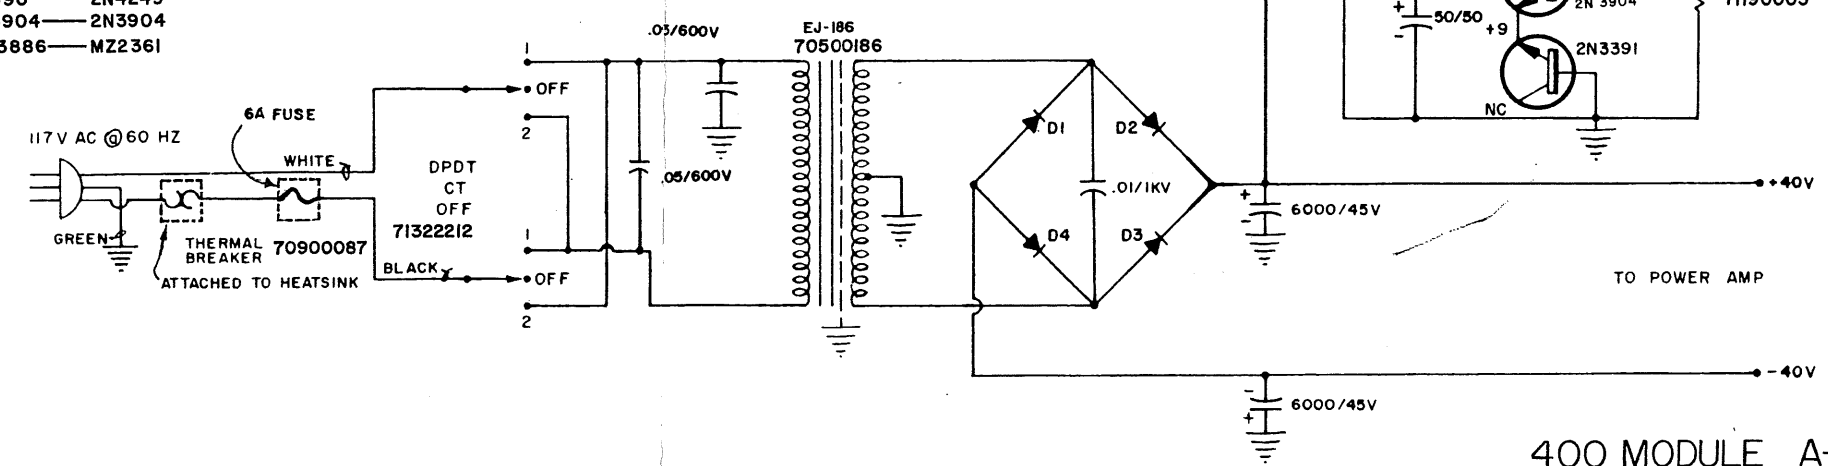 2N4249
904 — 2N3904
3886 — MZ2361
117V AC @ 60 HZ
6A FUSE
WHITE
GREEN
THERMAL
BREAKER
70900087
ATTACHED TO HEATSINK
BLACK
DPDT
CT
OFF
71322212
1
OFF
2
1
OFF
2
.05/600V
.05/600V
EJ-186
70500186
D1
D2
D4
D3
.01/1KV
+
-
6000/45V
-
+
6000/45V
+
-
50/50
+9
2N 3904
2N3391
NC
+40V
TO POWER AMP
-40V
400 MODULE A-